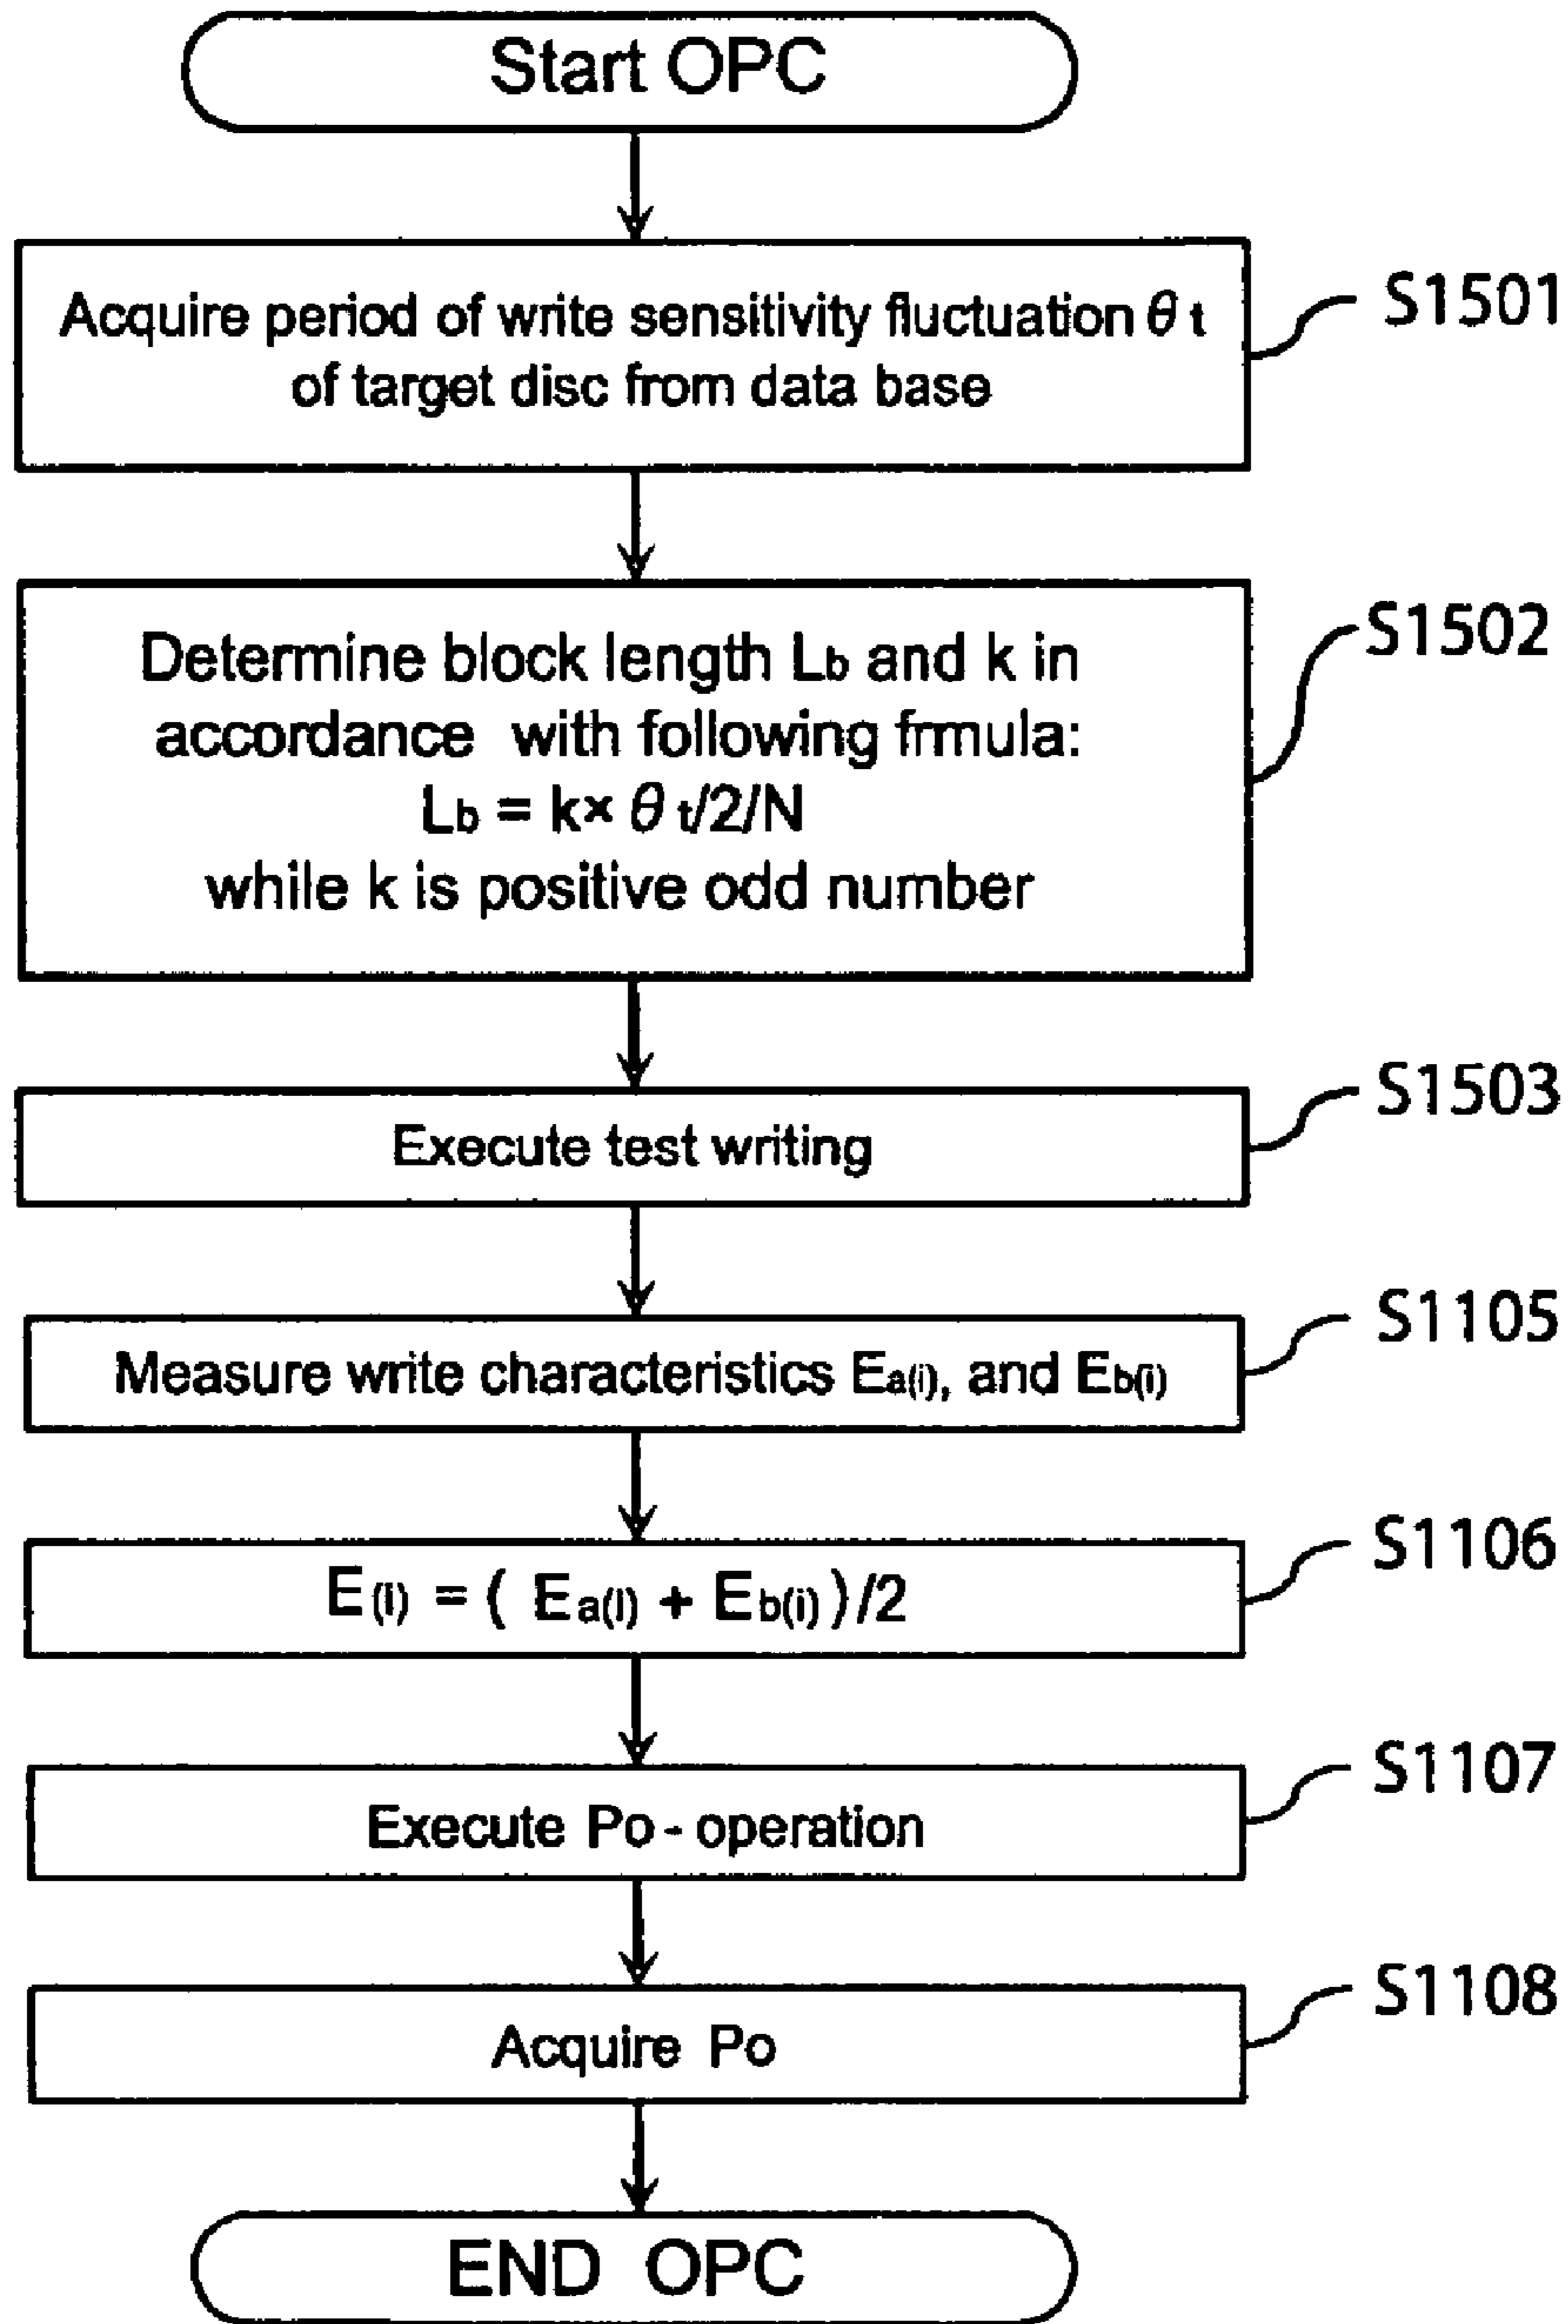 Start OPC
Acquire period of write sensitivity fluctuation θ t
of target disc from data base
S1501
Determine block length Lb and k in
accordance with following frmula:
Lb = k× θ t/2/N
while k is positive odd number
S1502
Execute test writing
S1503
Measure write characteristics Ea(i), and Eb(i)
S1105
E(i) = ( Ea(i) + Eb(i) )/2
S1106
Execute Po - operation
S1107
Acquire Po
S1108
END OPC